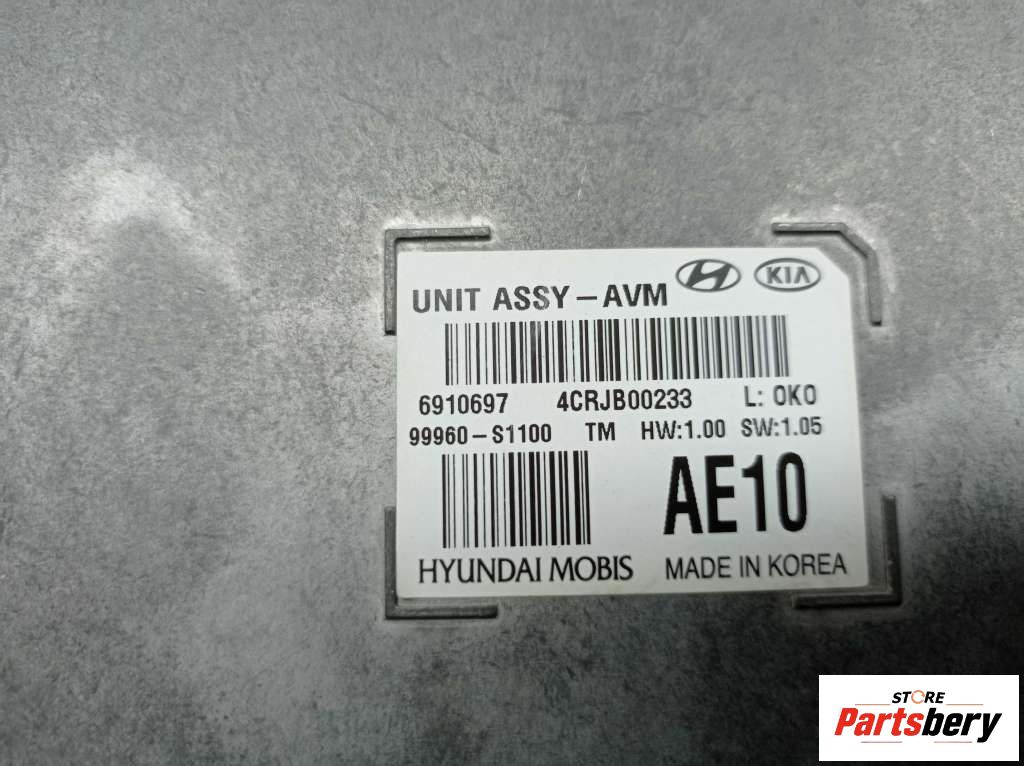 UNIT ASSY-AVM KIA
6910697 4CRJB00233 L: OKO
99960-S1100 TM HW:1.00 SW:1.05
AE10
HYUNDAI MOBIS MADE IN KOREA
STORE
Partsbery